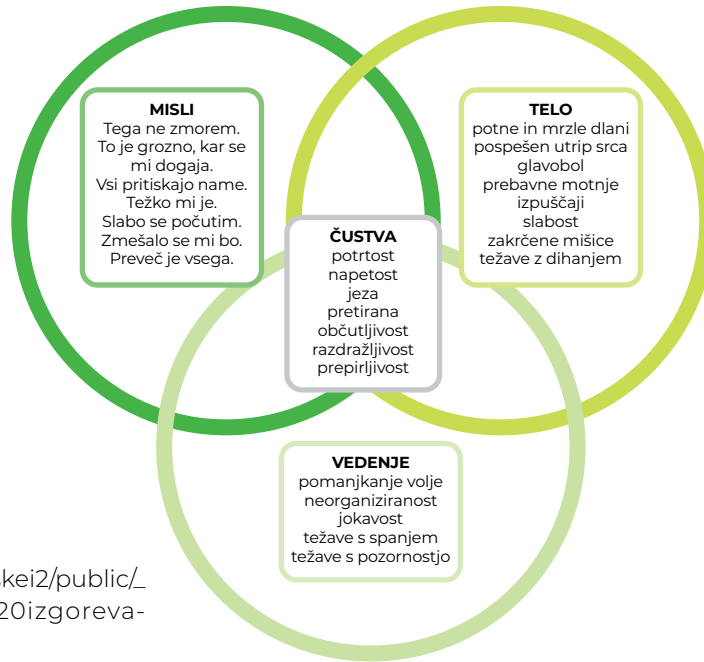 MISLI
Tega ne zmorem.
To je grozno, kar se
mi dogaja.
Vsi pritiskajo name.
Težko mi je.
Slabo se počutim.
Zmešalo se mi bo.
Preveč je vsega.
TELO
potne in mrzle dlani
pospešen utrip srca
glavobol
prebavne motnje
izpuščaji
slabost
zakrčene mišice
težave z dihanjem
ČUSTVA
potrtost
napetost
jeza
pretirana
občutljivost
razdražljivost
prepirljivost
VEDENJE
pomanjkanje volje
neorganiziranost
jokavost
težave s spanjem
težave s pozornostjo
kei2/public/_
20izgoreva-